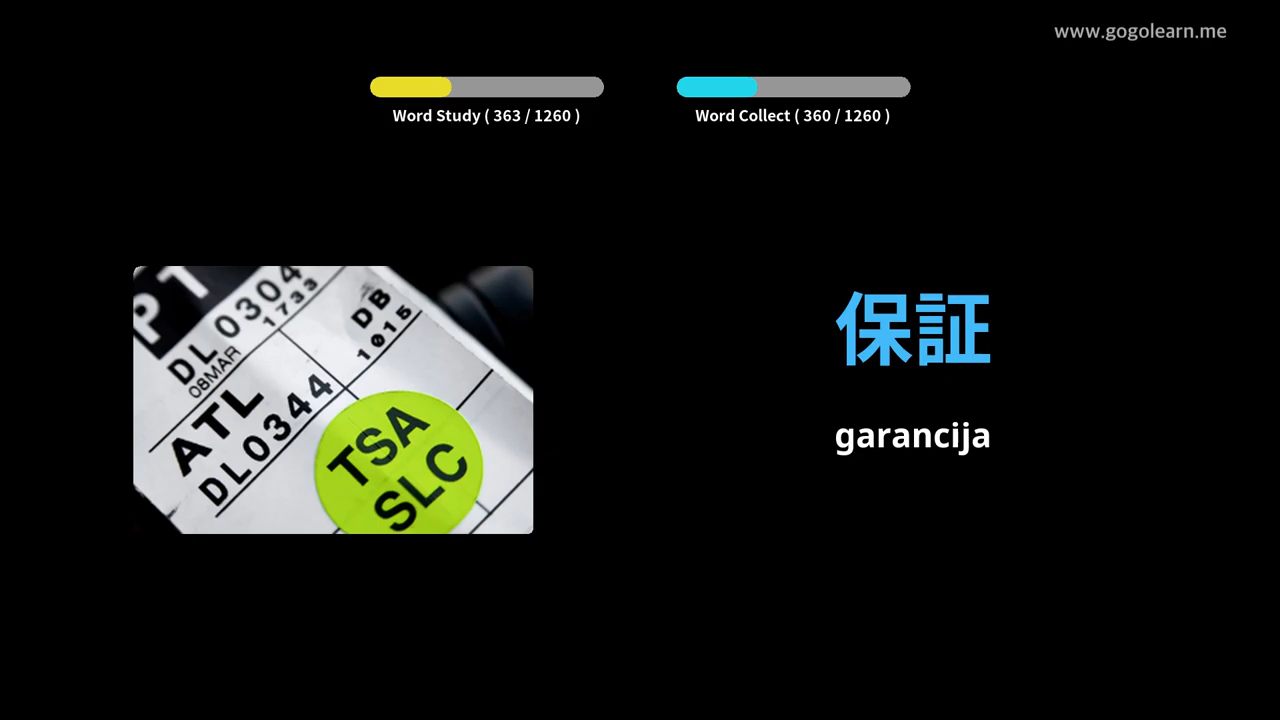 www.gogolearn.me
Word Study ( 363 / 1260 )
Word Collect ( 360 / 1260 )
P1
DL0304
1733
08MAR
DB
1015
ATL
DL0344
TSA
SLC
保証
garancija